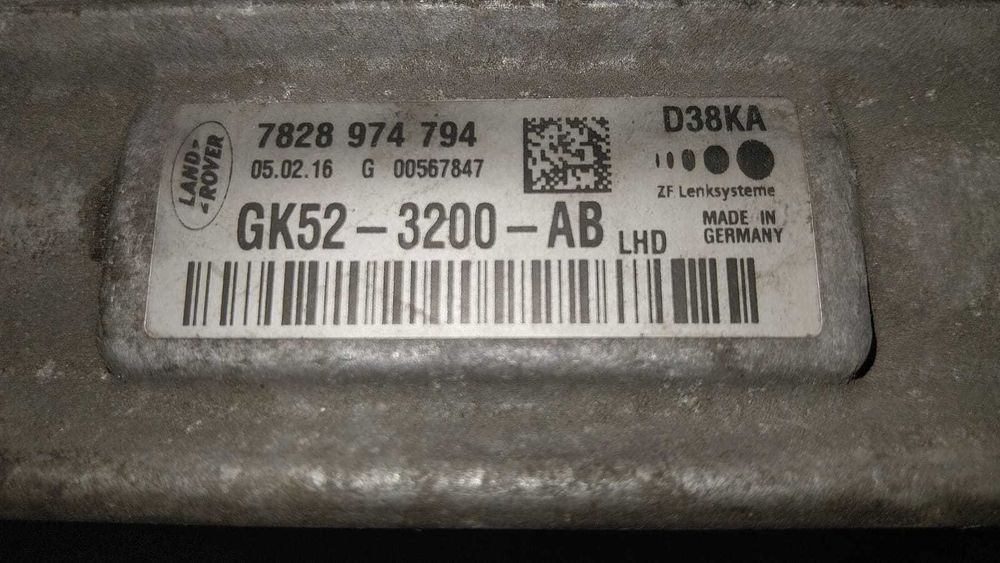 LAND ROVER
7828 974 794
05.02.16 G 00567847
D38KA
ZF Lenksysteme
GK52-3200-AB LHD
MADE IN
GERMANY